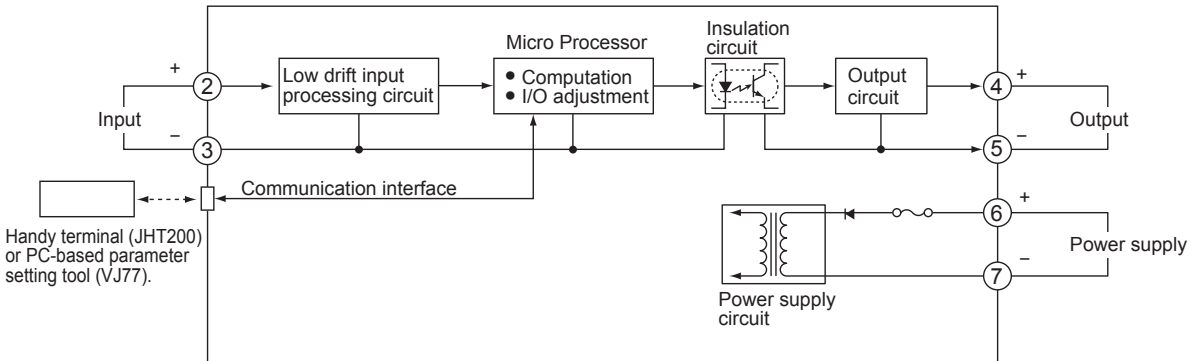 Insulation
circuit
Micro Processor
+
2
Low drift input
processing circuit
● Computation
● I/O adjustment
Output
circuit
4
+
Input
Output
−
3
5
−
Communication interface
Handy terminal (JHT200)
or PC-based parameter
setting tool (VJ77).
6
+
Power supply
7
−
Power supply
circuit